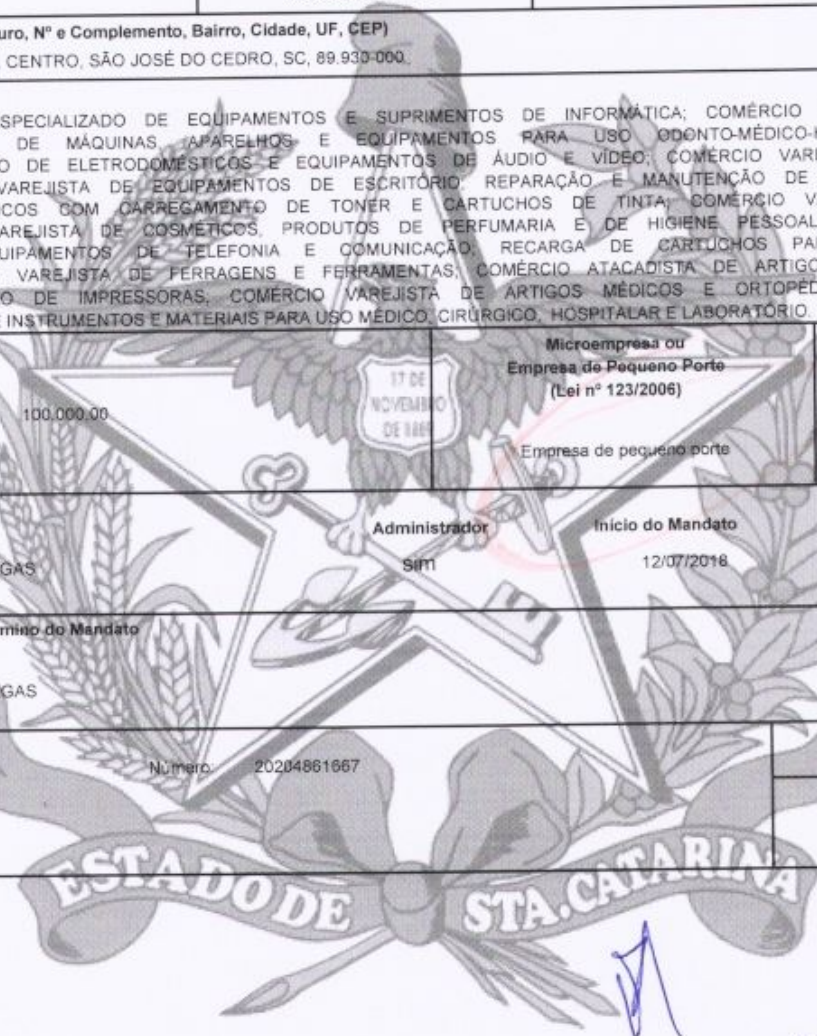 uro, Nº e Complemento, Bairro, Cidade, UF, CEP)
CENTRO, SÃO JOSÉ DO CEDRO, SC, 89.930-000.
SPECIALIZADO DE EQUIPAMENTOS E SUPRIMENTOS DE INFORMÁTICA; COMÉRCIO
DE MÁQUINAS, APARELHOS E EQUIPAMENTOS PARA USO ODONTO-MÉDICO-
O DE ELETRODOMÉSTICOS E EQUIPAMENTOS DE ÁUDIO E VÍDEO; COMÉRCIO VARE
VAREJISTA DE EQUIPAMENTOS DE ESCRITÓRIO; REPARAÇÃO E MANUTENÇÃO DE
ICOS COM CARREGAMENTO DE TONER E CARTUCHOS DE TINTA; COMÉRCIO V
AREJISTA DE COSMÉTICOS, PRODUTOS DE PERFUMARIA E DE HIGIENE PESSOAL
UIPAMENTOS DE TELEFONIA E COMUNICAÇÃO; RECARGA DE CARTUCHOS PA
VAREJISTA DE FERRAGENS E FERRAMENTAS; COMÉRCIO ATACADISTA DE ARTIGO
O DE IMPRESSORAS; COMÉRCIO VAREJISTA DE ARTIGOS MÉDICOS E ORTOPÉD
E INSTRUMENTOS E MATERIAIS PARA USO MÉDICO, CIRÚRGICO, HOSPITALAR E LABORATÓRIO.
Microempresa ou
Empresa de Pequeno Porte
(Lei nº 123/2006)
100.000,00
Empresa de pequeno porte
17 DE
NOVEMBRO
DE 1889
Administrador
Início do Mandato
GAS
sim
12/07/2018
mino do Mandato
GAS
Número: 20204861667
ESTADO DE STA. CATARINA